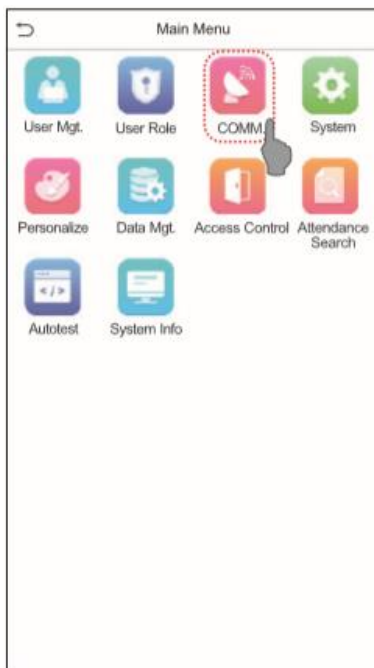 Main Menu
User Mgt.
User Role
COMM.
System
Personalize
Data Mgt.
Access Control
Attendance
Search
</>
Autotest
System Info